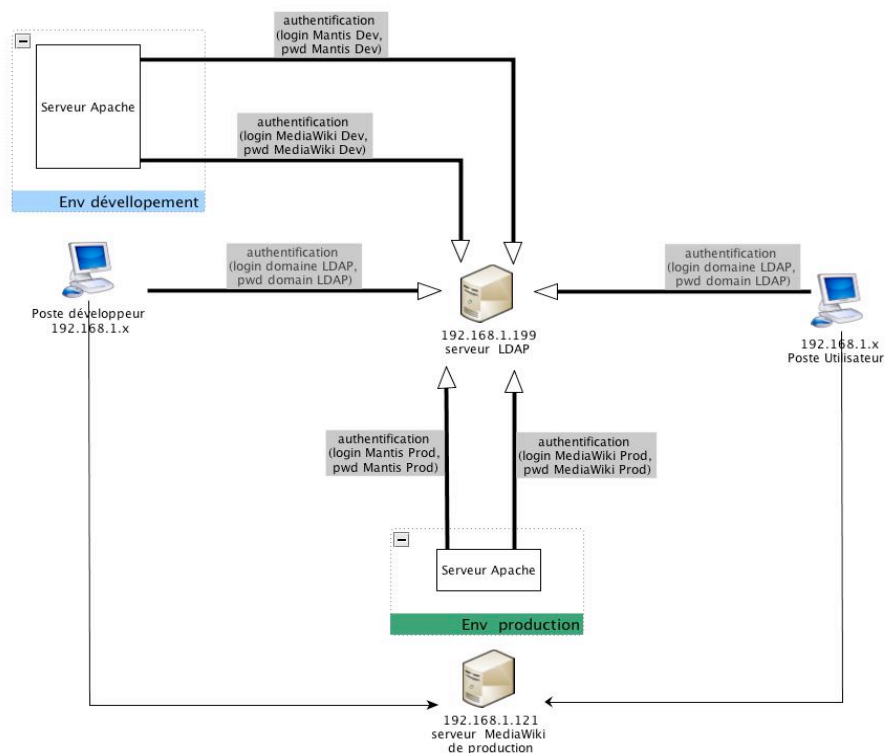 authentification
(login Mantis Dev,
pwd Mantis Dev)
Serveur Apache
authentification
(login MediaWiki Dev,
pwd MediaWiki Dev)
Env dévellopement
authentification
(login domaine LDAP,
pwd domain LDAP)
authentification
(login domaine LDAP,
pwd domain LDAP)
Poste développeur
192.168.1.x
192.168.1.199
serveur LDAP
192.168.1.x
Poste Utilisateur
authentification
(login Mantis Prod,
pwd Mantis Prod)
authentification
(login MediaWiki Prod,
pwd MediaWiki Prod)
Serveur Apache
Env production
192.168.1.121
serveur MediaWiki
de production